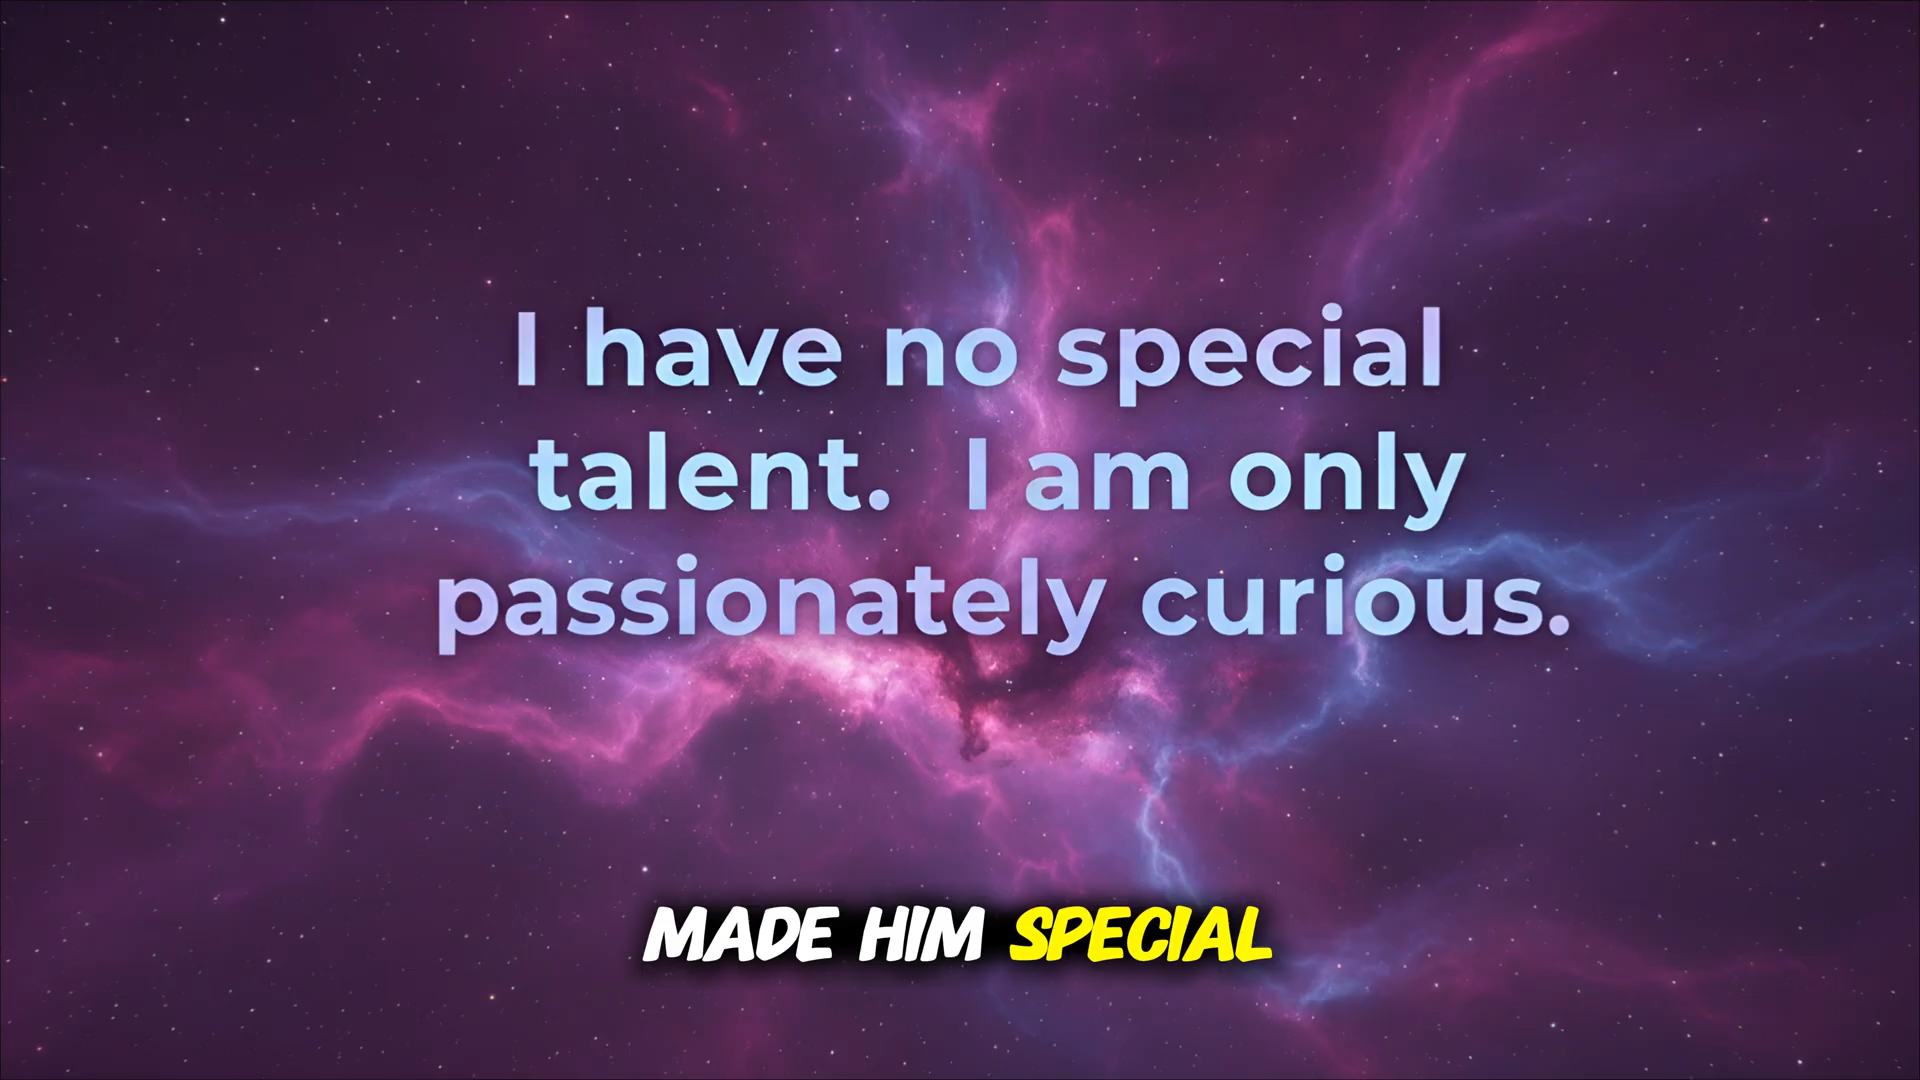 I have no special
talent.  I am only
passionately curious.
MADE HIM SPECIAL